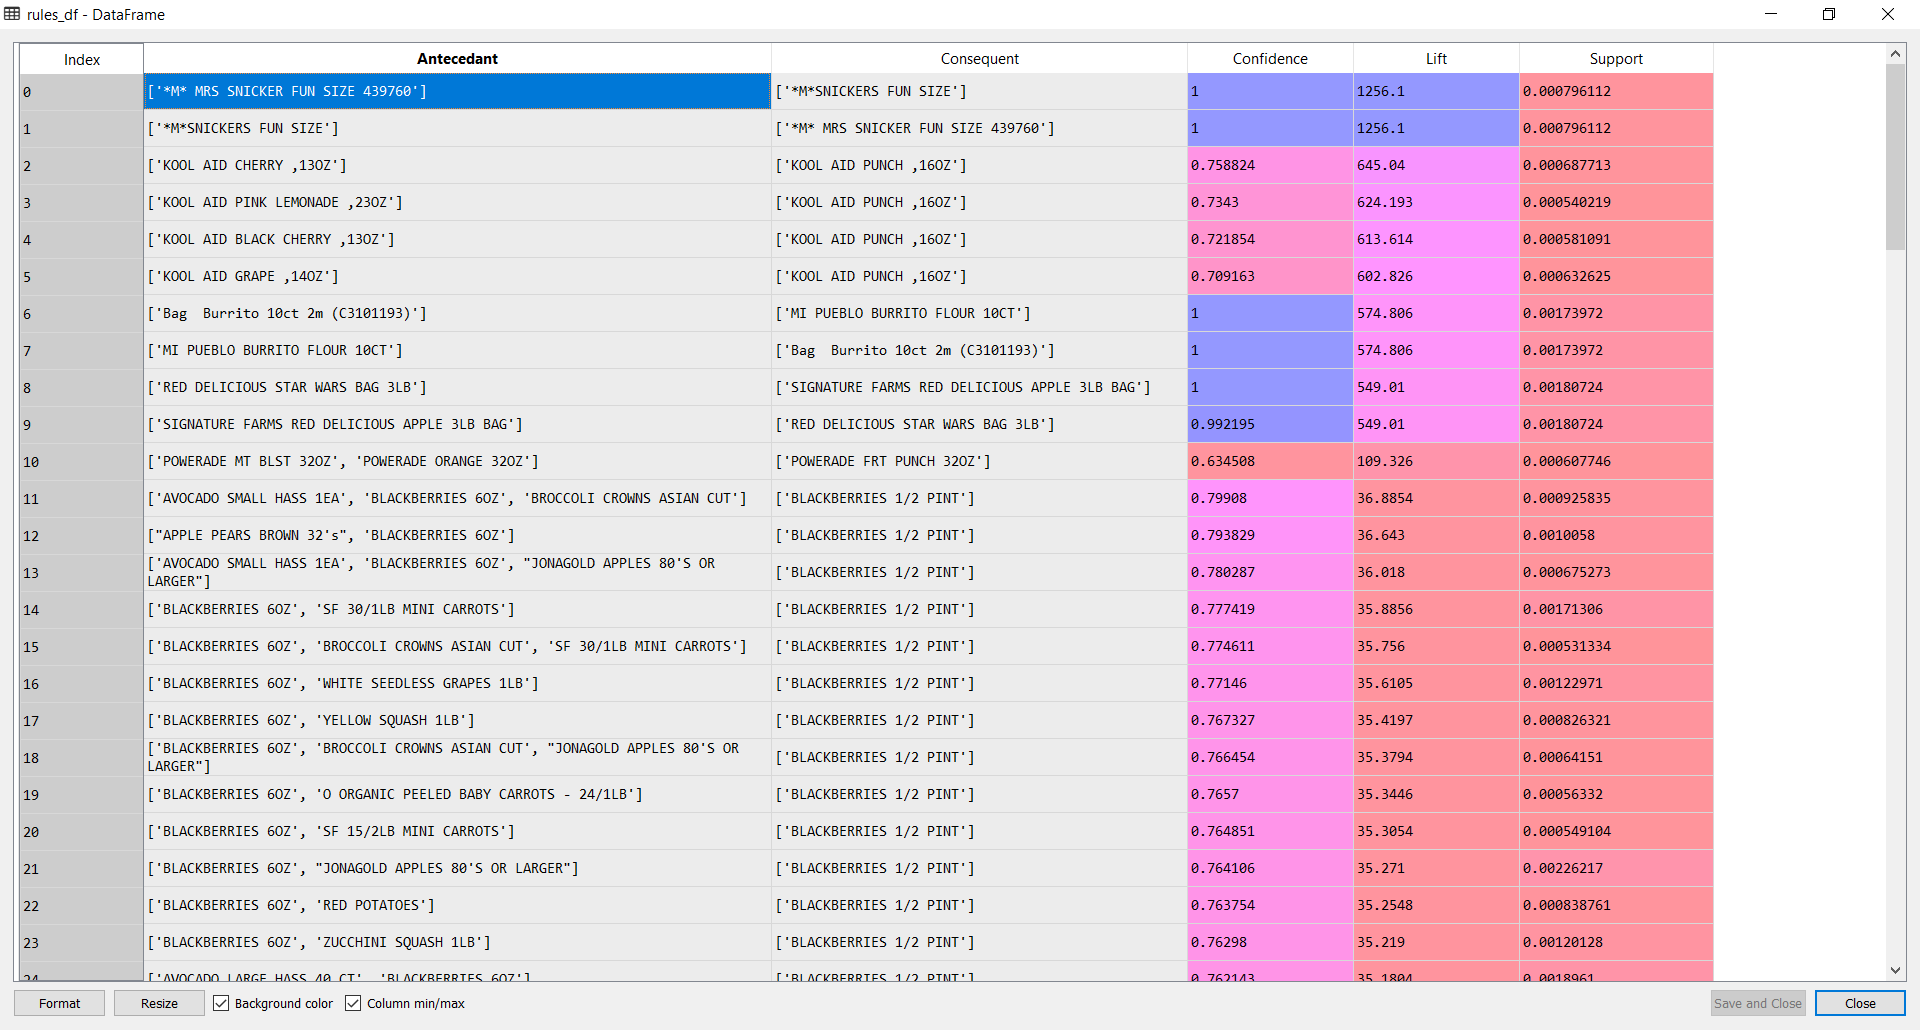 rules_df - DataFrame
Index Antecedant Consequent Confidence Lift Support
0 ['*M* MRS SNICKER FUN SIZE 439760'] ['*M*SNICKERS FUN SIZE'] 1 1256.1 0.000796112
1 ['*M*SNICKERS FUN SIZE'] ['*M* MRS SNICKER FUN SIZE 439760'] 1 1256.1 0.000796112
2 ['KOOL AID CHERRY ,13OZ'] ['KOOL AID PUNCH ,16OZ'] 0.758824 645.04 0.000687713
3 ['KOOL AID PINK LEMONADE ,23OZ'] ['KOOL AID PUNCH ,16OZ'] 0.7343 624.193 0.000540219
4 ['KOOL AID BLACK CHERRY ,13OZ'] ['KOOL AID PUNCH ,16OZ'] 0.721854 613.614 0.000581091
5 ['KOOL AID GRAPE ,14OZ'] ['KOOL AID PUNCH ,16OZ'] 0.709163 602.826 0.000632625
6 ['Bag  Burrito 10ct 2m (C3101193)'] ['MI PUEBLO BURRITO FLOUR 10CT'] 1 574.806 0.00173972
7 ['MI PUEBLO BURRITO FLOUR 10CT'] ['Bag  Burrito 10ct 2m (C3101193)'] 1 574.806 0.00173972
8 ['RED DELICIOUS STAR WARS BAG 3LB'] ['SIGNATURE FARMS RED DELICIOUS APPLE 3LB BAG'] 1 549.01 0.00180724
9 ['SIGNATURE FARMS RED DELICIOUS APPLE 3LB BAG'] ['RED DELICIOUS STAR WARS BAG 3LB'] 0.992195 549.01 0.00180724
10 ['POWERADE MT BLST 32OZ', 'POWERADE ORANGE 32OZ'] ['POWERADE FRT PUNCH 32OZ'] 0.634508 109.326 0.000607746
11 ['AVOCADO SMALL HASS 1EA', 'BLACKBERRIES 6OZ', 'BROCCOLI CROWNS ASIAN CUT'] ['BLACKBERRIES 1/2 PINT'] 0.79908 36.8854 0.000925835
12 ["APPLE PEARS BROWN 32's", 'BLACKBERRIES 6OZ'] ['BLACKBERRIES 1/2 PINT'] 0.793829 36.643 0.0010058
13 ['AVOCADO SMALL HASS 1EA', 'BLACKBERRIES 6OZ', "JONAGOLD APPLES 80'S OR
LARGER"] ['BLACKBERRIES 1/2 PINT'] 0.780287 36.018 0.000675273
14 ['BLACKBERRIES 6OZ', 'SF 30/1LB MINI CARROTS'] ['BLACKBERRIES 1/2 PINT'] 0.777419 35.8856 0.00171306
15 ['BLACKBERRIES 6OZ', 'BROCCOLI CROWNS ASIAN CUT', 'SF 30/1LB MINI CARROTS'] ['BLACKBERRIES 1/2 PINT'] 0.774611 35.756 0.000531334
16 ['BLACKBERRIES 6OZ', 'WHITE SEEDLESS GRAPES 1LB'] ['BLACKBERRIES 1/2 PINT'] 0.77146 35.6105 0.00122971
17 ['BLACKBERRIES 6OZ', 'YELLOW SQUASH 1LB'] ['BLACKBERRIES 1/2 PINT'] 0.767327 35.4197 0.000826321
18 ['BLACKBERRIES 6OZ', 'BROCCOLI CROWNS ASIAN CUT', "JONAGOLD APPLES 80'S OR
LARGER"] ['BLACKBERRIES 1/2 PINT'] 0.766454 35.3794 0.00064151
19 ['BLACKBERRIES 6OZ', 'O ORGANIC PEELED BABY CARROTS - 24/1LB'] ['BLACKBERRIES 1/2 PINT'] 0.7657 35.3446 0.00056332
20 ['BLACKBERRIES 6OZ', 'SF 15/2LB MINI CARROTS'] ['BLACKBERRIES 1/2 PINT'] 0.764851 35.3054 0.000549104
21 ['BLACKBERRIES 6OZ', "JONAGOLD APPLES 80'S OR LARGER"] ['BLACKBERRIES 1/2 PINT'] 0.764106 35.271 0.00226217
22 ['BLACKBERRIES 6OZ', 'RED POTATOES'] ['BLACKBERRIES 1/2 PINT'] 0.763754 35.2548 0.000838761
23 ['BLACKBERRIES 6OZ', 'ZUCCHINI SQUASH 1LB'] ['BLACKBERRIES 1/2 PINT'] 0.76298 35.219 0.00120128
24 ['AVOCADO LARGE HASS 40 CT', 'BLACKBERRIES 6OZ'] ['BLACKBERRIES 1/2 PINT'] 0.762143 35.1804 0.0018961
Format Resize Background color Column min/max Save and Close Close